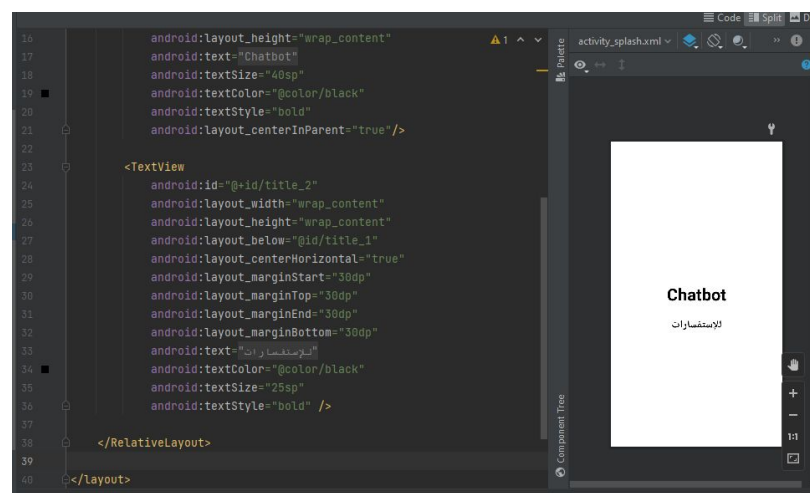 Code Split D
16 android:layout_height="wrap_content" 1
17 android:text="Chatbot"
18 android:textSize="40sp"
19 android:textColor="@color/black"
20 android:textStyle="bold"
21 android:layout_centerInParent="true"/>
22
23 <TextView
24 android:id="@+id/title_2"
25 android:layout_width="wrap_content"
26 android:layout_height="wrap_content"
27 android:layout_below="@id/title_1"
28 android:layout_centerHorizontal="true"
29 android:layout_marginStart="30dp"
30 android:layout_marginTop="30dp"
31 android:layout_marginEnd="30dp"
32 android:layout_marginBottom="30dp"
33 android:text="للإستفسارات"
34 android:textColor="@color/black"
35 android:textSize="25sp"
36 android:textStyle="bold" />
37
38 </RelativeLayout>
39
40 </layout>
Palette
Component Tree
activity_splash.xml
Chatbot
للإستفسارات
1:1